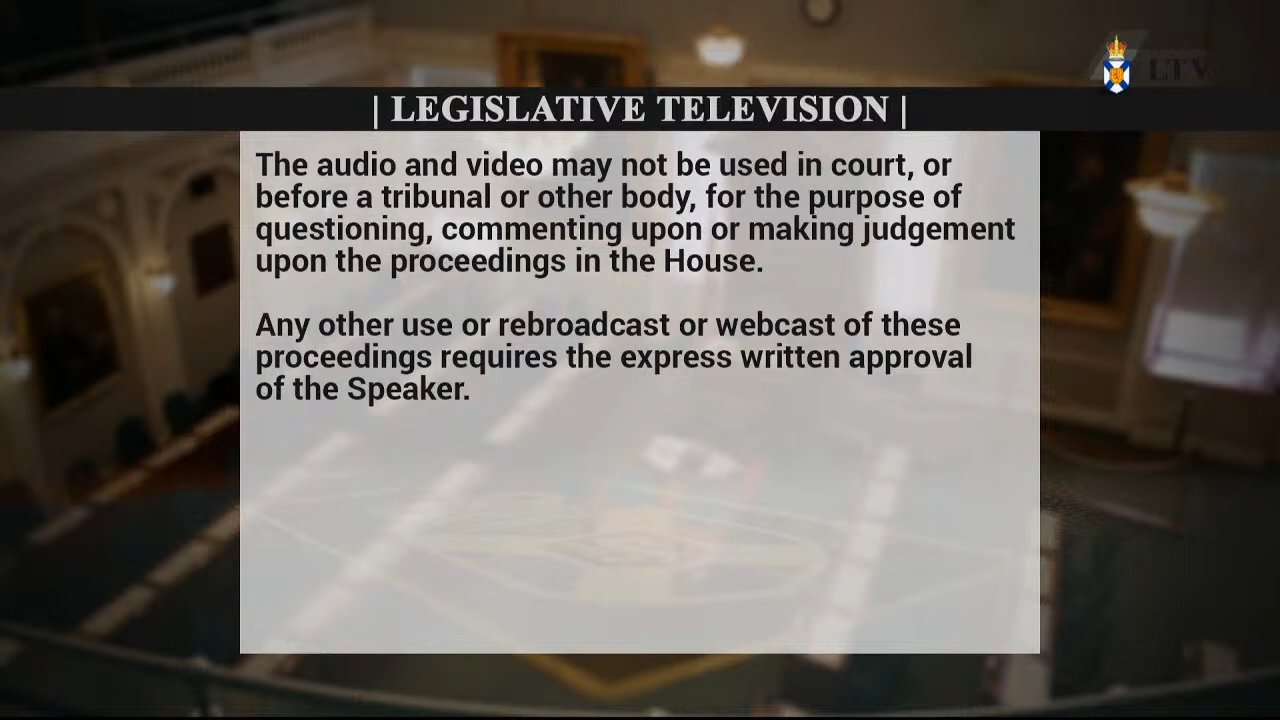 LTV
| LEGISLATIVE TELEVISION |
The audio and video may not be used in court, or
before a tribunal or other body, for the purpose of
questioning, commenting upon or making judgement
upon the proceedings in the House.
Any other use or rebroadcast or webcast of these
proceedings requires the express written approval
of the Speaker.